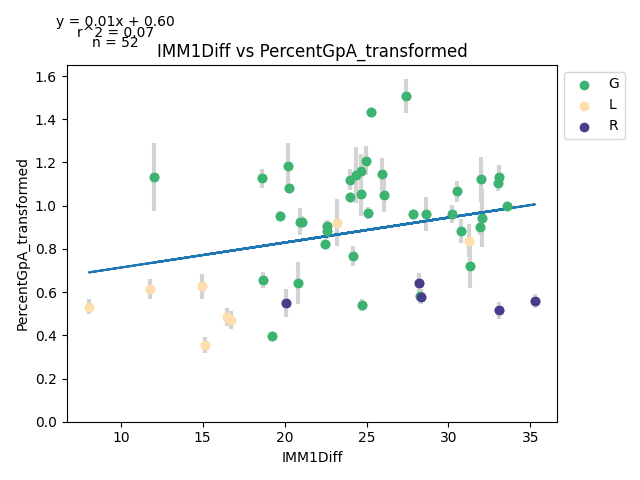 y = 0.01x + 0.60
r^2 = 0.07
n = 52
IMM1Diff vs PercentGpA_transformed
1.6
1.4
1.2
1.0
0.8
0.6
0.4
0.2
0.0
PercentGpA_transformed
10
15
20
25
30
35
IMM1Diff
G
L
R